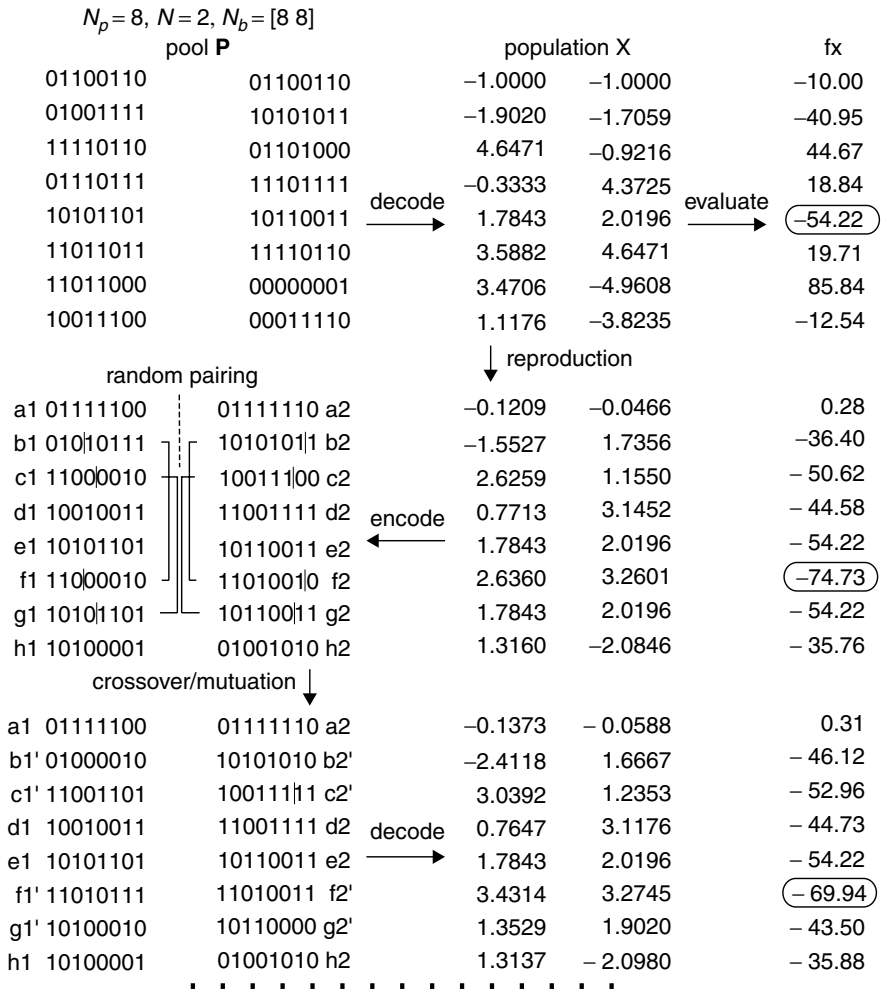 Np = 8, N = 2, Nb = [8 8]
pool P population X fx
01100110 01100110 −1.0000 −1.0000 −10.00
01001111 10101011 −1.9020 −1.7059 −40.95
11110110 01101000 4.6471 −0.9216 44.67
01110111 11101111 −0.3333 4.3725 18.84
decode evaluate
10101101 10110011 1.7843 2.0196 −54.22
11011011 11110110 3.5882 4.6471 19.71
11011000 00000001 3.4706 −4.9608 85.84
10011100 00011110 1.1176 −3.8235 −12.54
reproduction
random pairing
a1 01111100 01111110 a2 −0.1209 −0.0466 0.28
b1 010|10111 1010101|1 b2 −1.5527 1.7356 −36.40
c1 11000|0010 100111|00 c2 2.6259 1.1550 − 50.62
d1 10010011 11001111 d2 0.7713 3.1452 − 44.58
encode
e1 10101101 10110011 e2 1.7843 2.0196 − 54.22
f1 110|00010 1101001|0 f2 2.6360 3.2601 −74.73
g1 1010|1101 101100|11 g2 1.7843 2.0196 − 54.22
h1 10100001 01001010 h2 1.3160 −2.0846 − 35.76
crossover/mutuation
a1 01111100 01111110 a2 −0.1373 − 0.0588 0.31
b1' 01000010 10101010 b2' −2.4118 1.6667 − 46.12
c1' 11001101 100111|11 c2' 3.0392 1.2353 − 52.96
d1 10010011 11001111 d2 0.7647 3.1176 − 44.73
decode
e1 10101101 10110011 e2 1.7843 2.0196 − 54.22
f1' 11010111 11010011 f2' 3.4314 3.2745 − 69.94
g1' 10100010 10110000 g2' 1.3529 1.9020 − 43.50
h1 10100001 01001010 h2 1.3137 − 2.0980 − 35.88